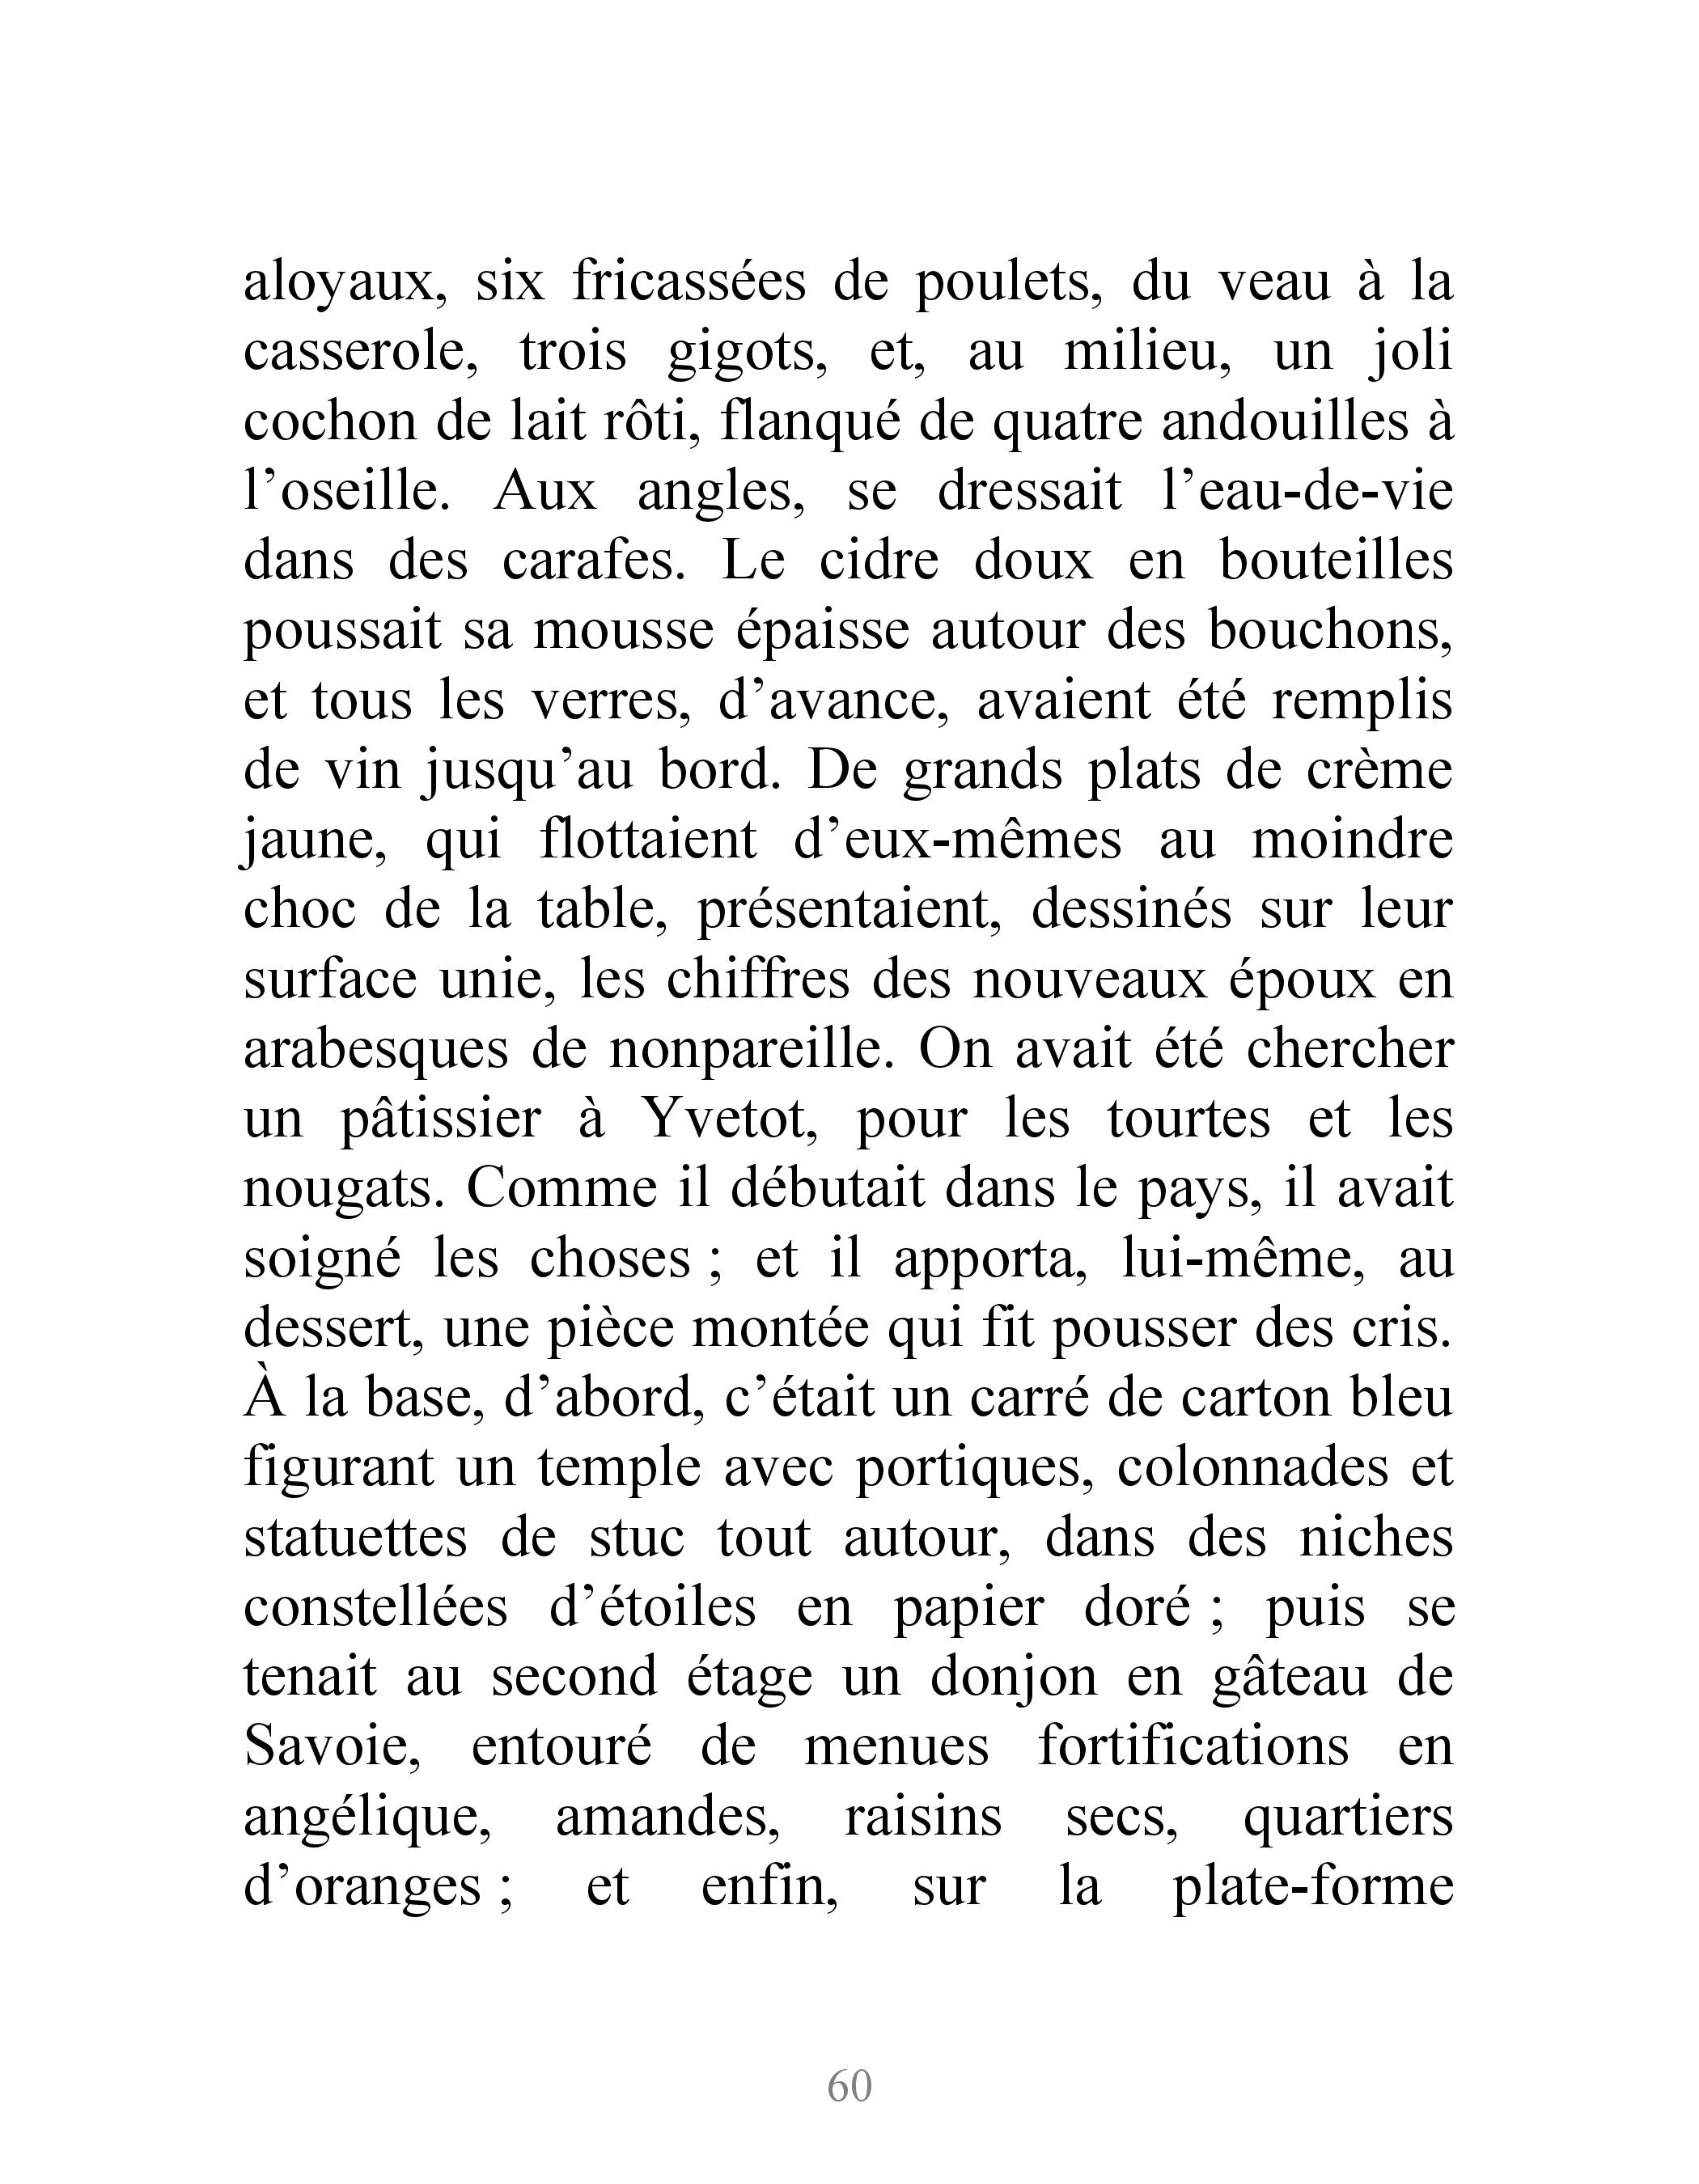 aloyaux, six fricassées de poulets, du veau à la
casserole, trois gigots, et, au milieu, un joli
cochon de lait rôti, flanqué de quatre andouilles à
l’oseille. Aux angles, se dressait l’eau-de-vie
dans des carafes. Le cidre doux en bouteilles
poussait sa mousse épaisse autour des bouchons,
et tous les verres, d’avance, avaient été remplis
de vin jusqu’au bord. De grands plats de crème
jaune, qui flottaient d’eux-mêmes au moindre
choc de la table, présentaient, dessinés sur leur
surface unie, les chiffres des nouveaux époux en
arabesques de nonpareille. On avait été chercher
un pâtissier à Yvetot, pour les tourtes et les
nougats. Comme il débutait dans le pays, il avait
soigné les choses ; et il apporta, lui-même, au
dessert, une pièce montée qui fit pousser des cris.
À la base, d’abord, c’était un carré de carton bleu
figurant un temple avec portiques, colonnades et
statuettes de stuc tout autour, dans des niches
constellées d’étoiles en papier doré ; puis se
tenait au second étage un donjon en gâteau de
Savoie, entouré de menues fortifications en
angélique, amandes, raisins secs, quartiers
d’oranges ; et enfin, sur la plate-forme
60